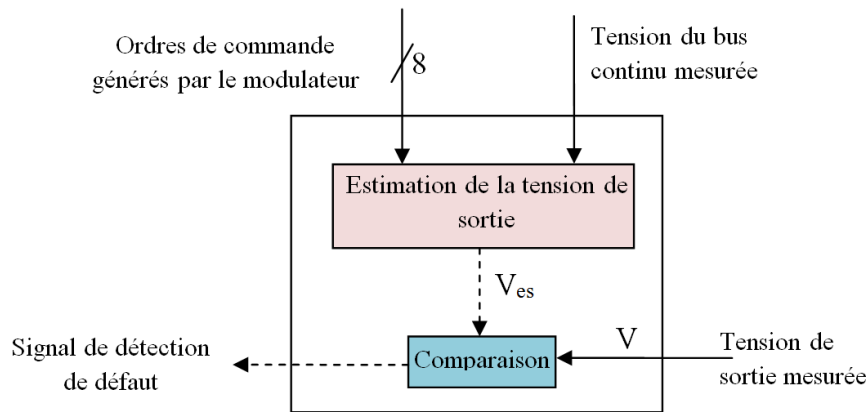 Ordres de commande
générés par le modulateur
8
Tension du bus
continu mesurée
Estimation de la tension de
sortie
Ves
Signal de détection
de défaut
Comparaison
V
Tension de
sortie mesurée